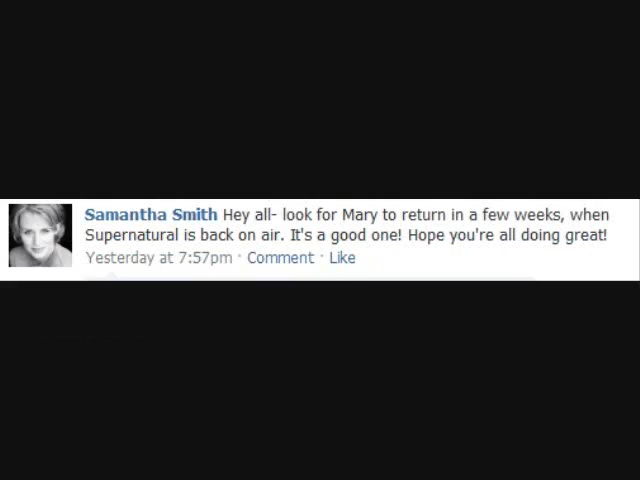 Samantha Smith Hey all- look for Mary to return in a few weeks, when
Supernatural is back on air. It's a good one! Hope you're all doing great!
Yesterday at 7:57pm · Comment · Like